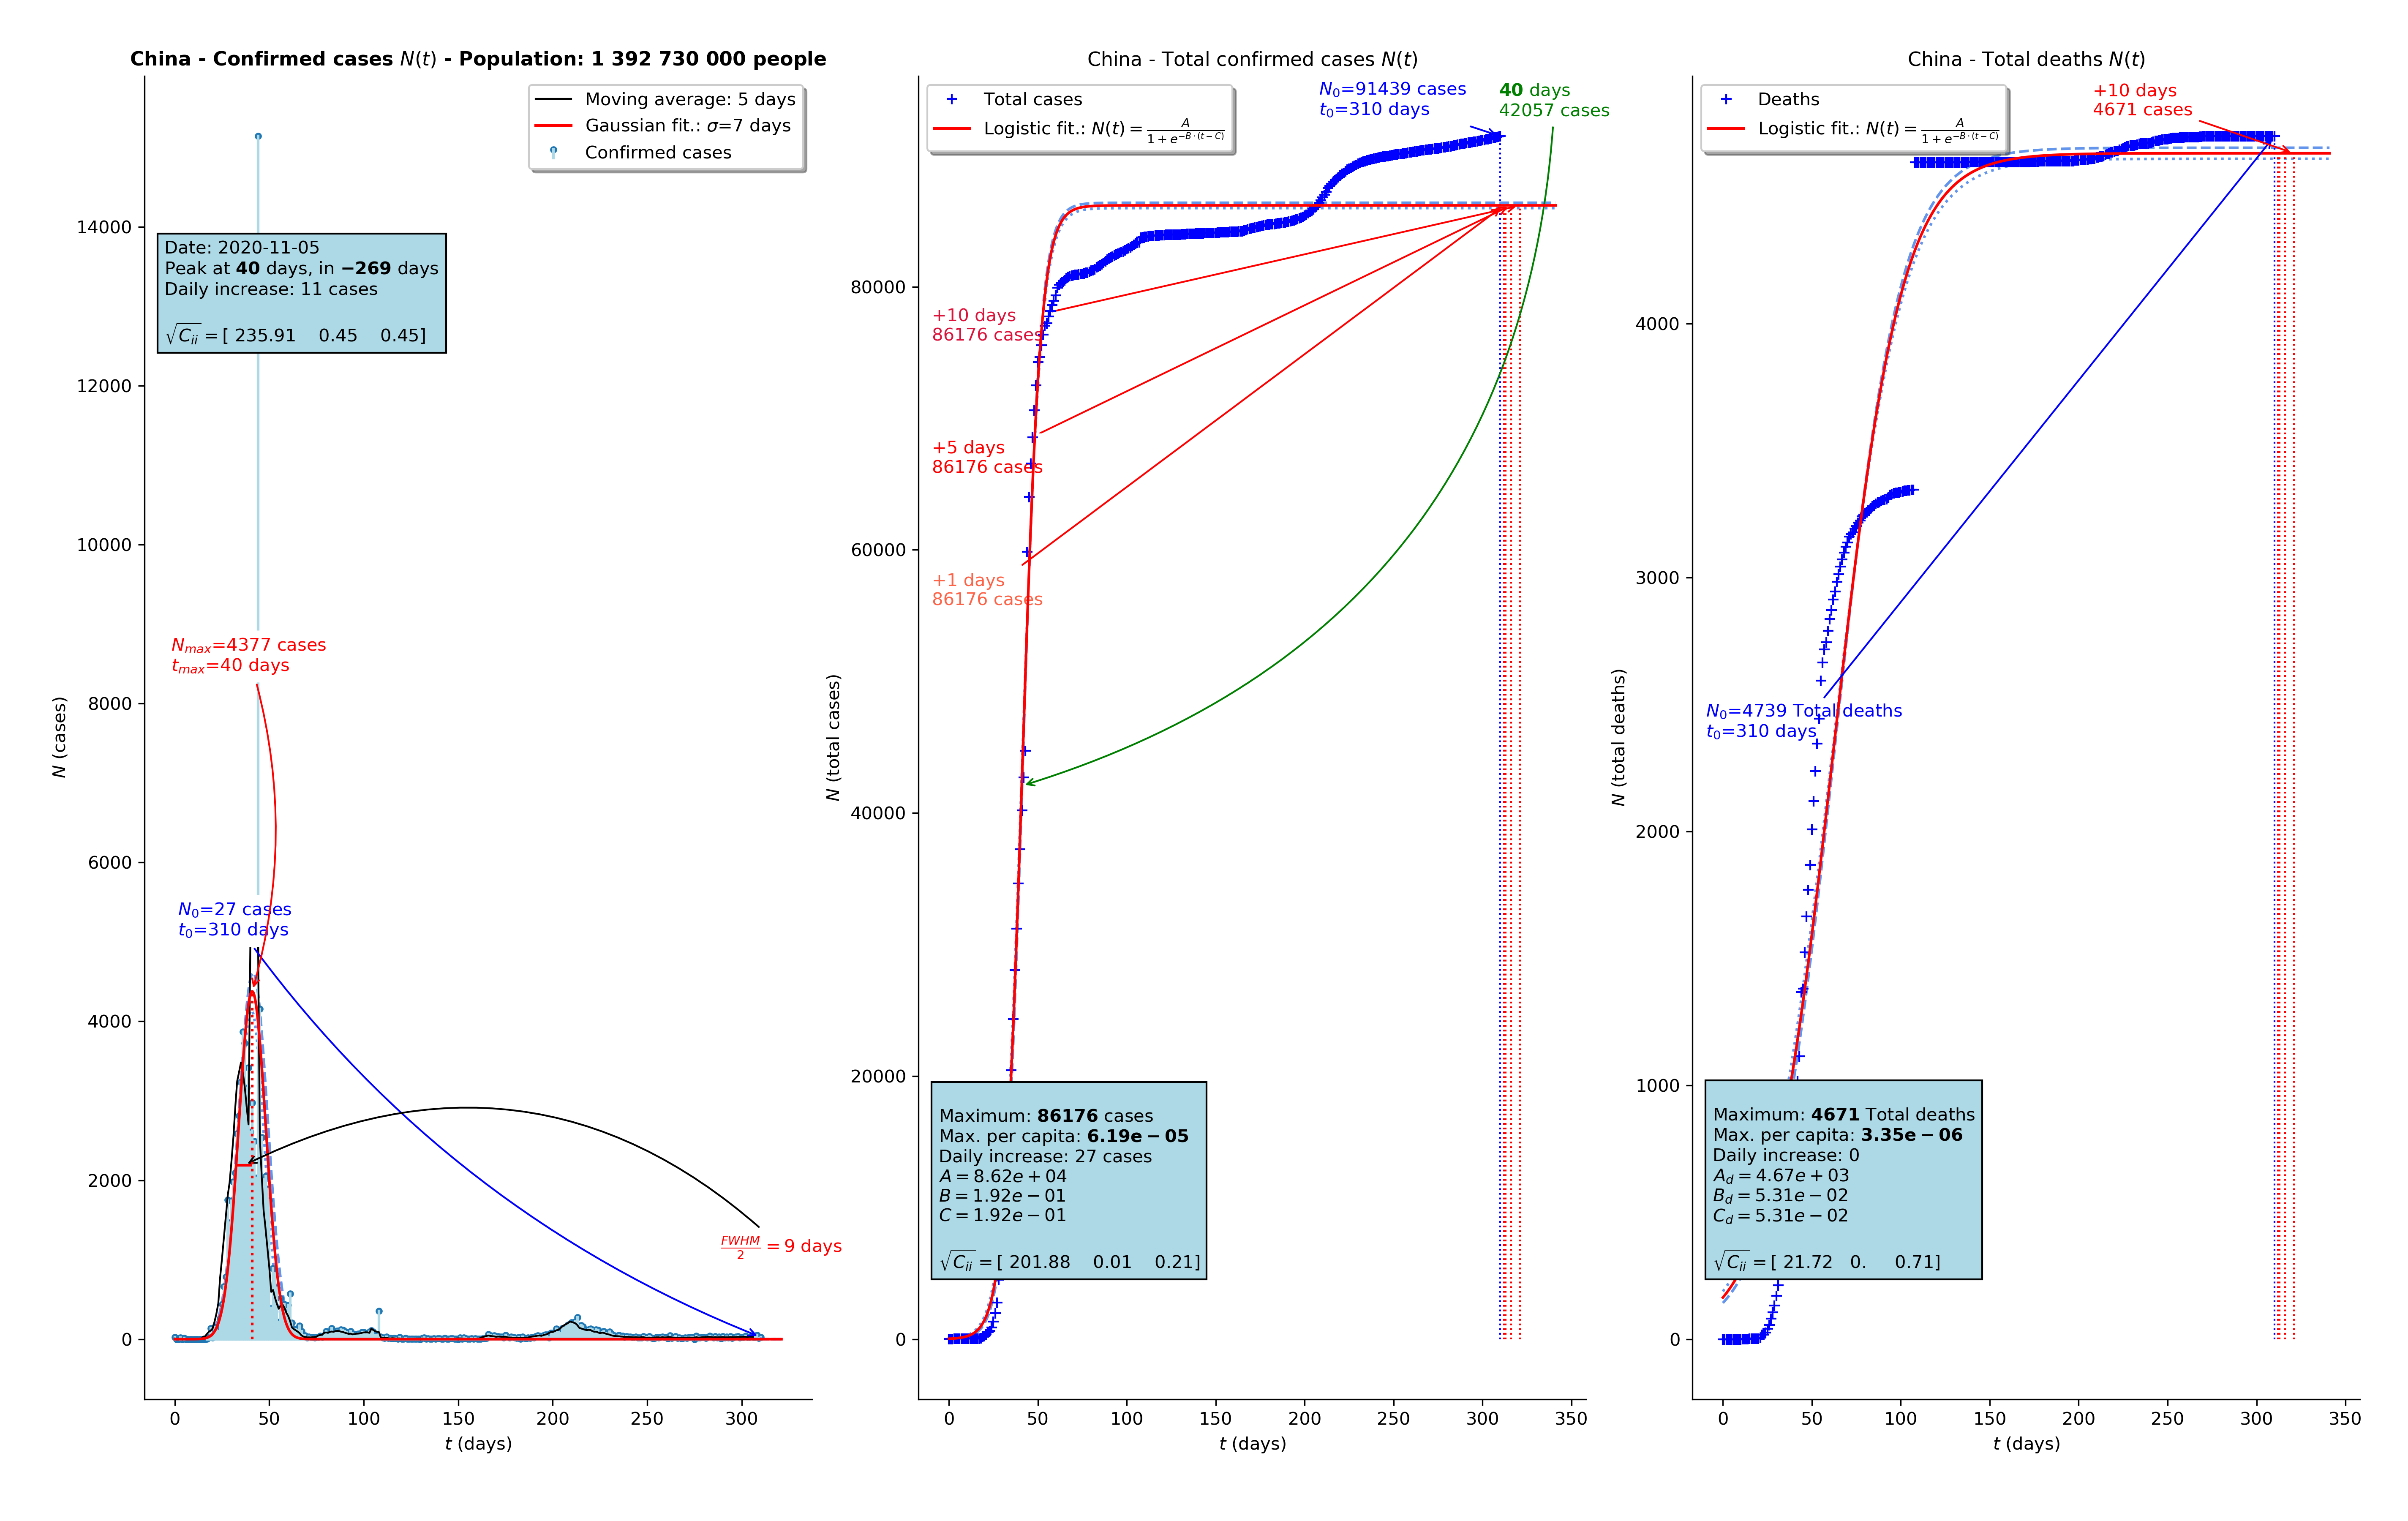 China - Confirmed cases N(t) - Population: 1 392 730 000 people
Moving average: 5 days
Gaussian fit.: σ=7 days
Confirmed cases
Date: 2020-11-05
Peak at 40 days, in −269 days
Daily increase: 11 cases
√C_ii = [ 235.91 0.45 0.45]
N_max=4377 cases
t_max=40 days
N_0=27 cases
t_0=310 days
FWHM/2 = 9 days
N (cases)
14000
12000
10000
8000
6000
4000
2000
0
0 50 100 150 200 250 300
t (days)
China - Total confirmed cases N(t)
Total cases
Logistic fit.: N(t) = A/(1 + e^{−B·(t−C)})
N_0=91439 cases
t_0=310 days
40 days
42057 cases
+10 days
86176 cases
+5 days
86176 cases
+1 days
86176 cases
Maximum: 86176 cases
Max. per capita: 6.19e − 05
Daily increase: 27 cases
A = 8.62e + 04
B = 1.92e − 01
C = 1.92e − 01
√C_ii = [ 201.88 0.01 0.21]
N (total cases)
80000
60000
40000
20000
0
0 50 100 150 200 250 300 350
t (days)
China - Total deaths N(t)
Deaths
Logistic fit.: N(t) = A/(1 + e^{−B·(t−C)})
+10 days
4671 cases
N_0=4739 Total deaths
t_0=310 days
Maximum: 4671 Total deaths
Max. per capita: 3.35e − 06
Daily increase: 0
A_d = 4.67e + 03
B_d = 5.31e − 02
C_d = 5.31e − 02
√C_ii = [ 21.72 0. 0.71]
N (total deaths)
4000
3000
2000
1000
0
0 50 100 150 200 250 300 350
t (days)